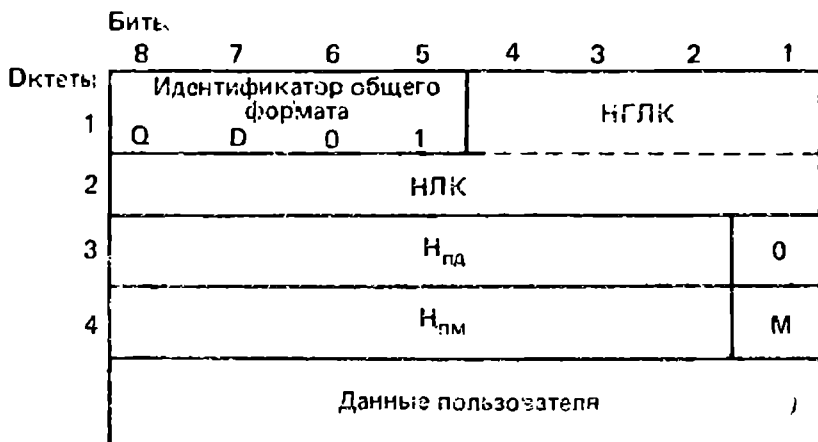 Биты
8 7 6 5 4 3 2 1
Октеты
Идентификатор общего
формата
НГЛК
1
Q D 0 1
2 НЛК
3 Нпд 0
4 Нпм M
Данные пользователя